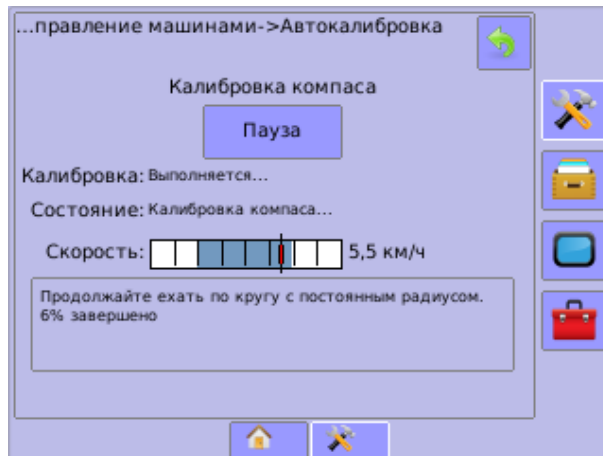 ...правление машинами->Автокалибровка
Калибровка компаса
Пауза
Калибровка: Выполняется...
Состояние: Калибровка компаса...
Скорость: 5,5 км/ч
Продолжайте ехать по кругу с постоянным радиусом.
6% завершено